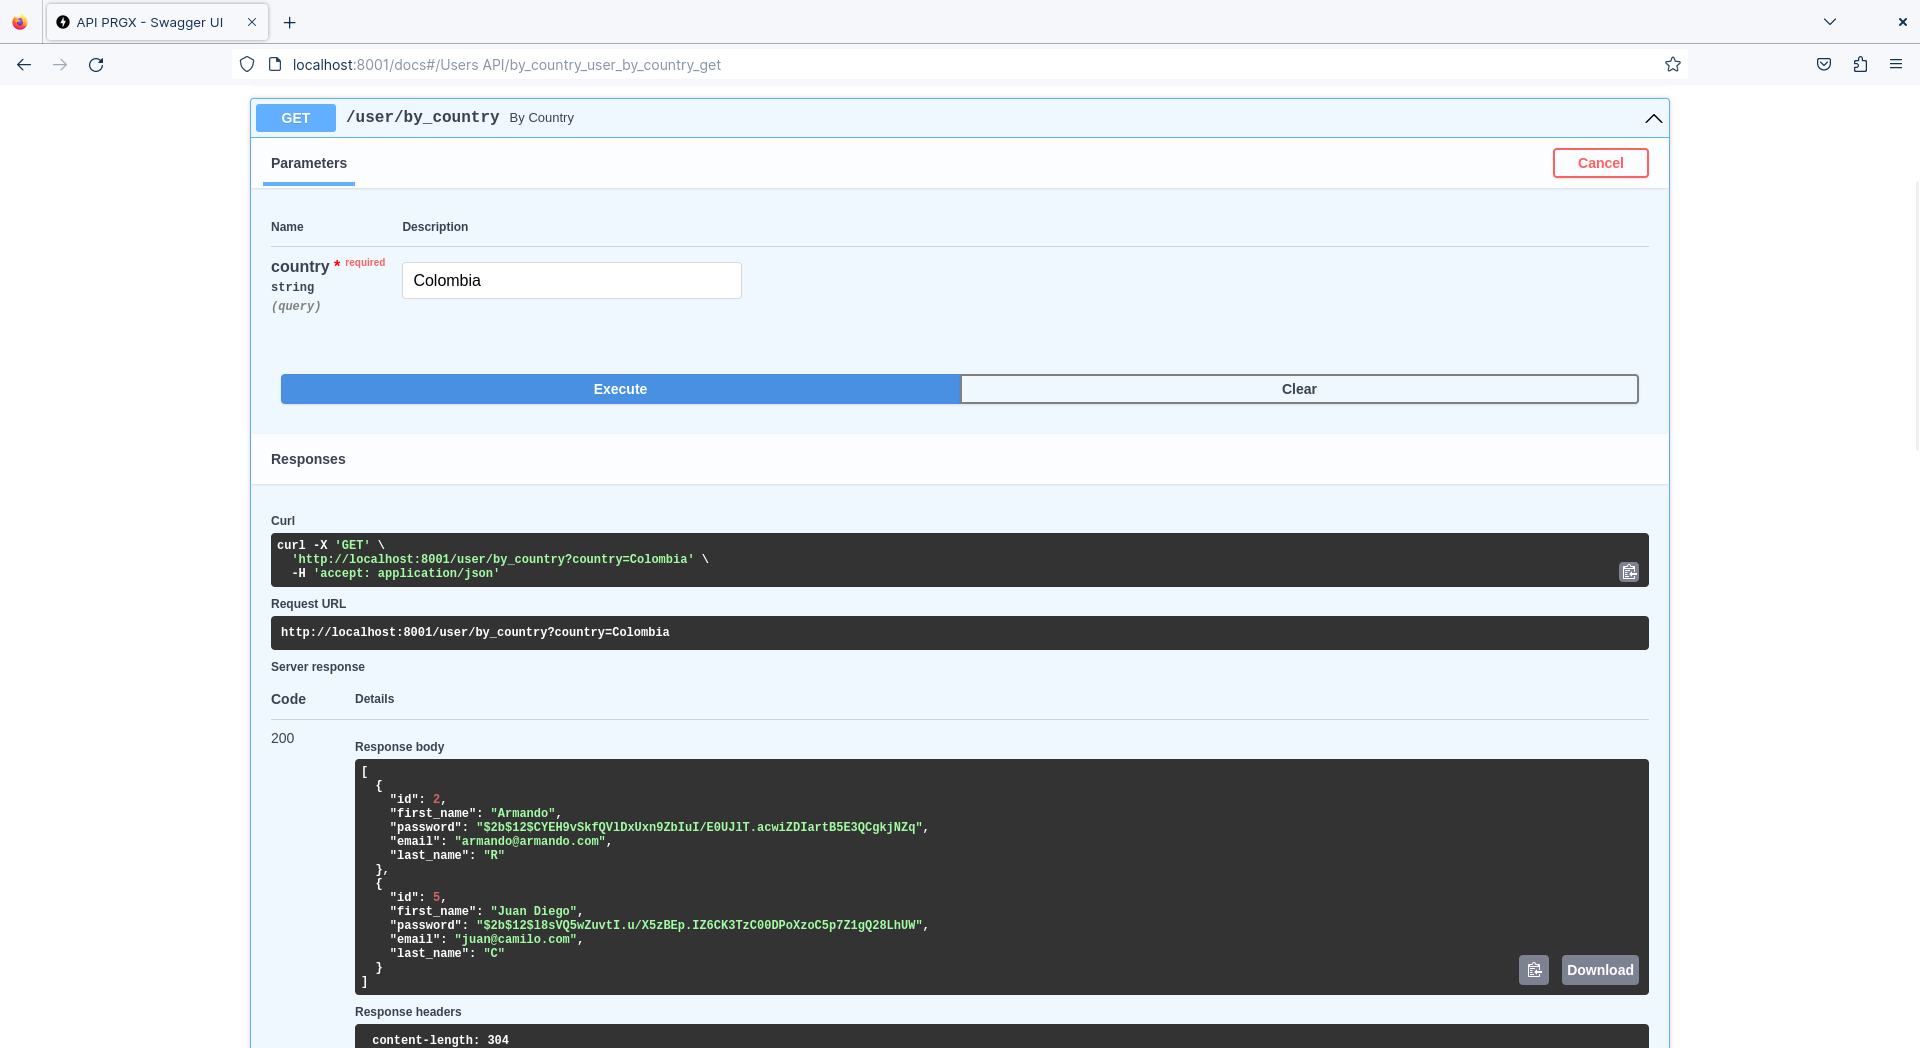 API PRGX - Swagger UI
localhost:8001/docs#/Users API/by_country_user_by_country_get
GET /user/by_country By Country
Parameters Cancel
Name Description
country * required
string
(query)
Colombia
Execute Clear
Responses
Curl
curl -X 'GET' \
  'http://localhost:8001/user/by_country?country=Colombia' \
  -H 'accept: application/json'
Request URL
http://localhost:8001/user/by_country?country=Colombia
Server response
Code Details
200
Response body
[
  {
    "id": 2,
    "first_name": "Armando",
    "password": "$2b$12$CYEH9vSkfQVlDxUxn9ZbIuI/E0UJlT.acwiZDIartB5E3QCgkjNZq",
    "email": "armando@armando.com",
    "last_name": "R"
  },
  {
    "id": 5,
    "first_name": "Juan Diego",
    "password": "$2b$12$l8sVQ5wZuvtI.u/X5zBEp.IZ6CK3TzC00DPoXzoC5p7Z1gQ28LhUW",
    "email": "juan@camilo.com",
    "last_name": "C"
  }
]
Download
Response headers
content-length: 304